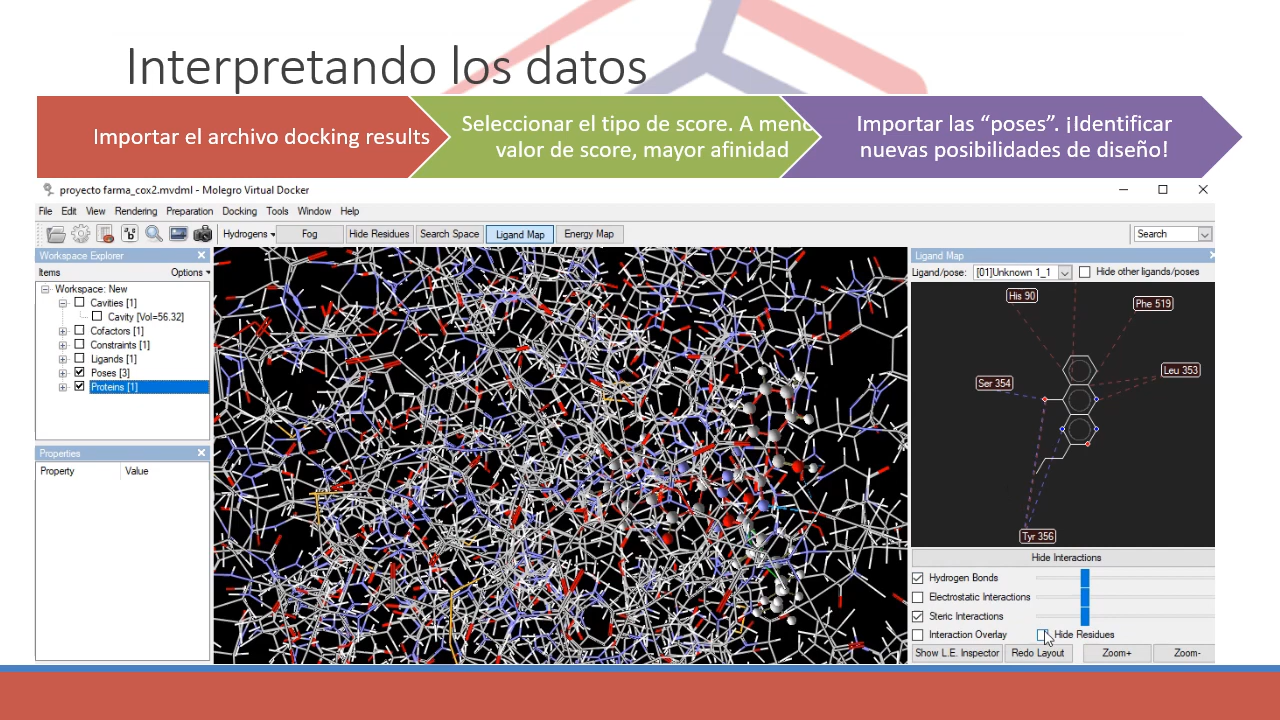 Interpretando los datos
Importar el archivo docking results
Seleccionar el tipo de score. A meno
valor de score, mayor afinidad
Importar las “poses”. ¡Identificar
nuevas posibilidades de diseño!
proyecto farma_cox2.mvdml - Molegro Virtual Docker
File Edit View Rendering Preparation Docking Tools Window Help
Hydrogens Fog Hide Residues Search Space Ligand Map Energy Map Search
Workspace Explorer
Items Options
Workspace: New
Cavities [1]
Cavity [Vol=56.32]
Cofactors [1]
Constraints [1]
Ligands [1]
Poses [3]
Proteins [1]
Properties
Property Value
Ligand Map
Ligand/pose: [01]Unknown 1_1 Hide other ligands/poses
His 90
Phe 519
Leu 353
Ser 354
Tyr 356
Hide Interactions
Hydrogen Bonds
Electrostatic Interactions
Steric Interactions
Interaction Overlay Hide Residues
Show L.E. Inspector Redo Layout Zoom+ Zoom-